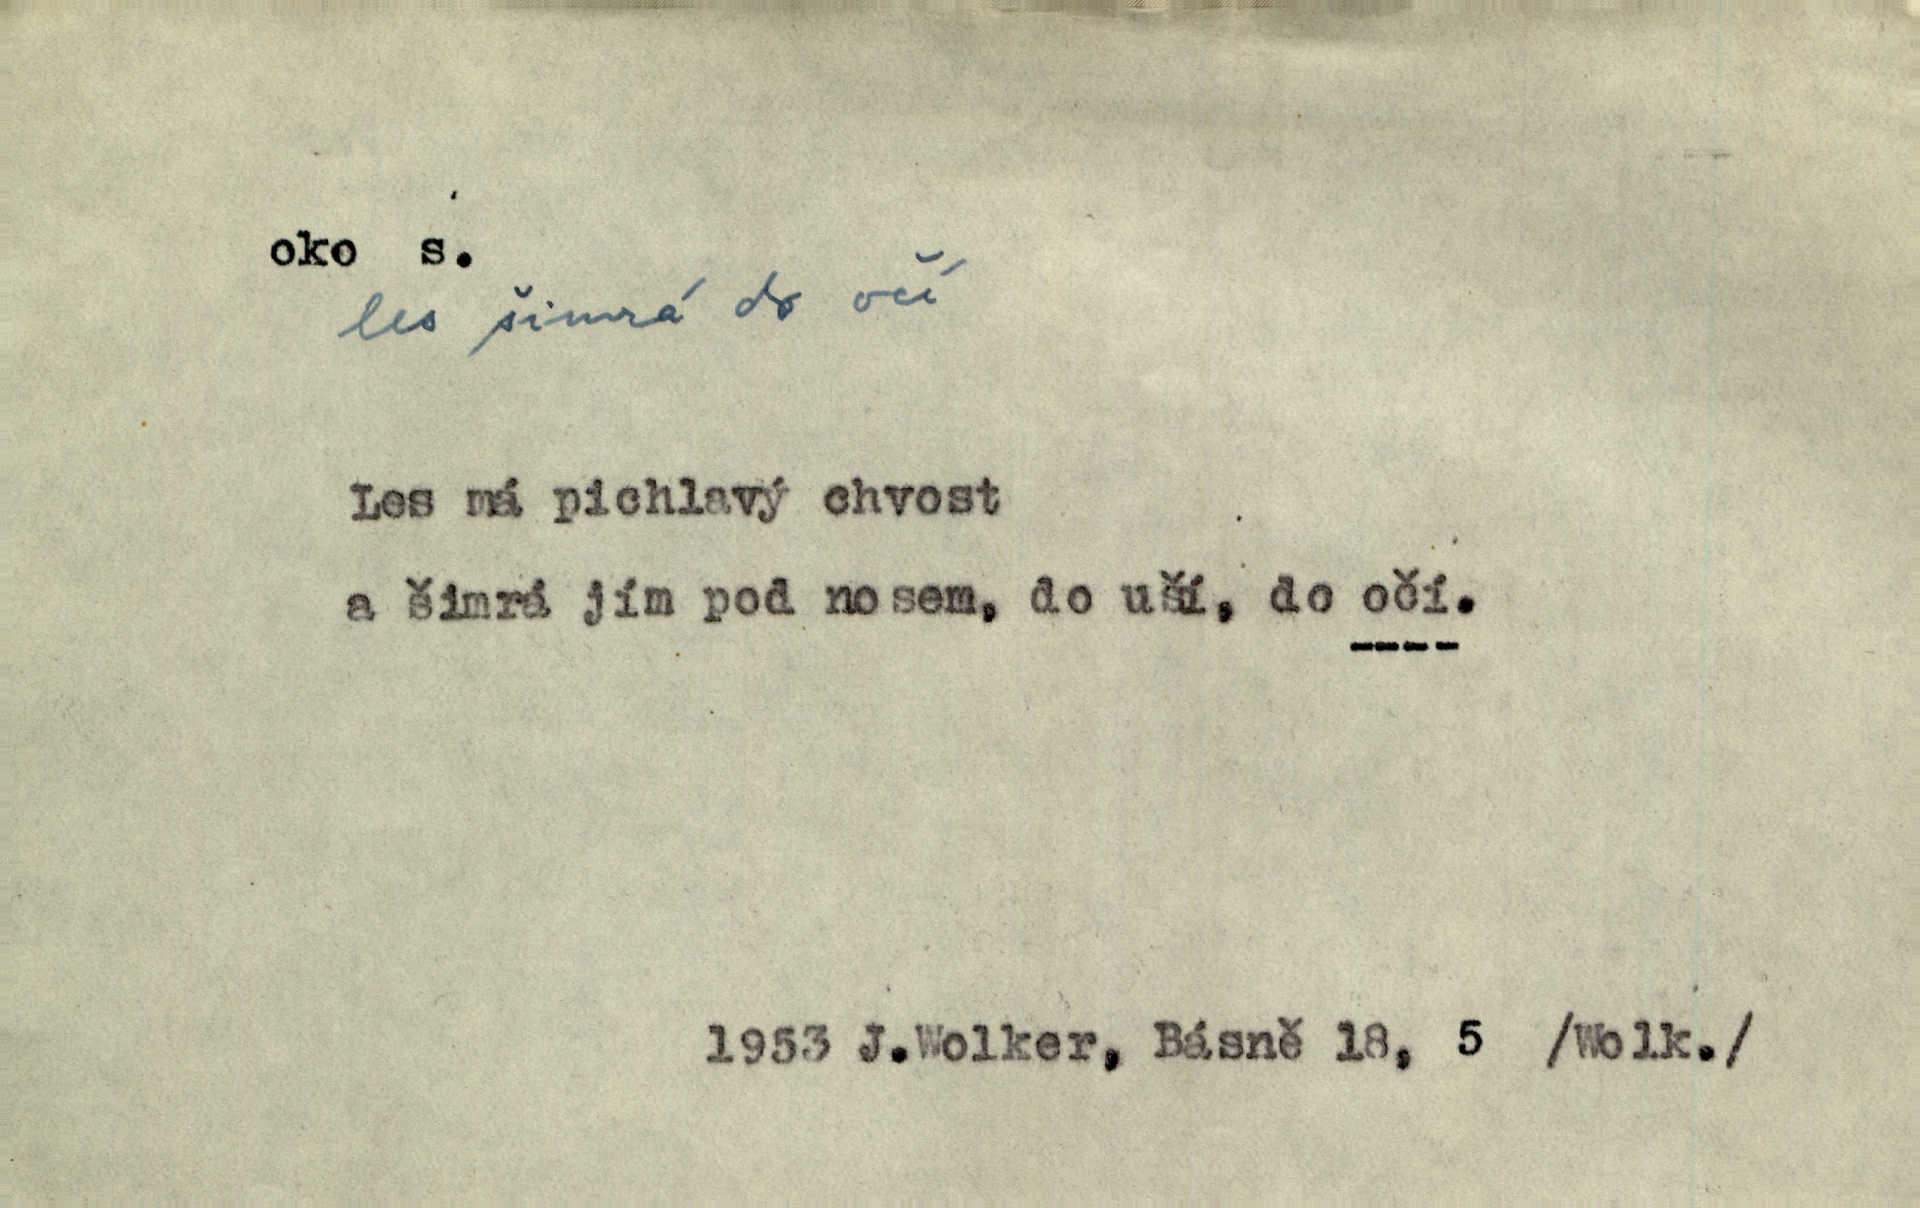 oko s.
les šimrá do očí
Les má pichlavý chvost
a šimrá jím pod nosem, do uší, do očí.
1953 J.Wolker, Básně 18, 5 /Wolk./